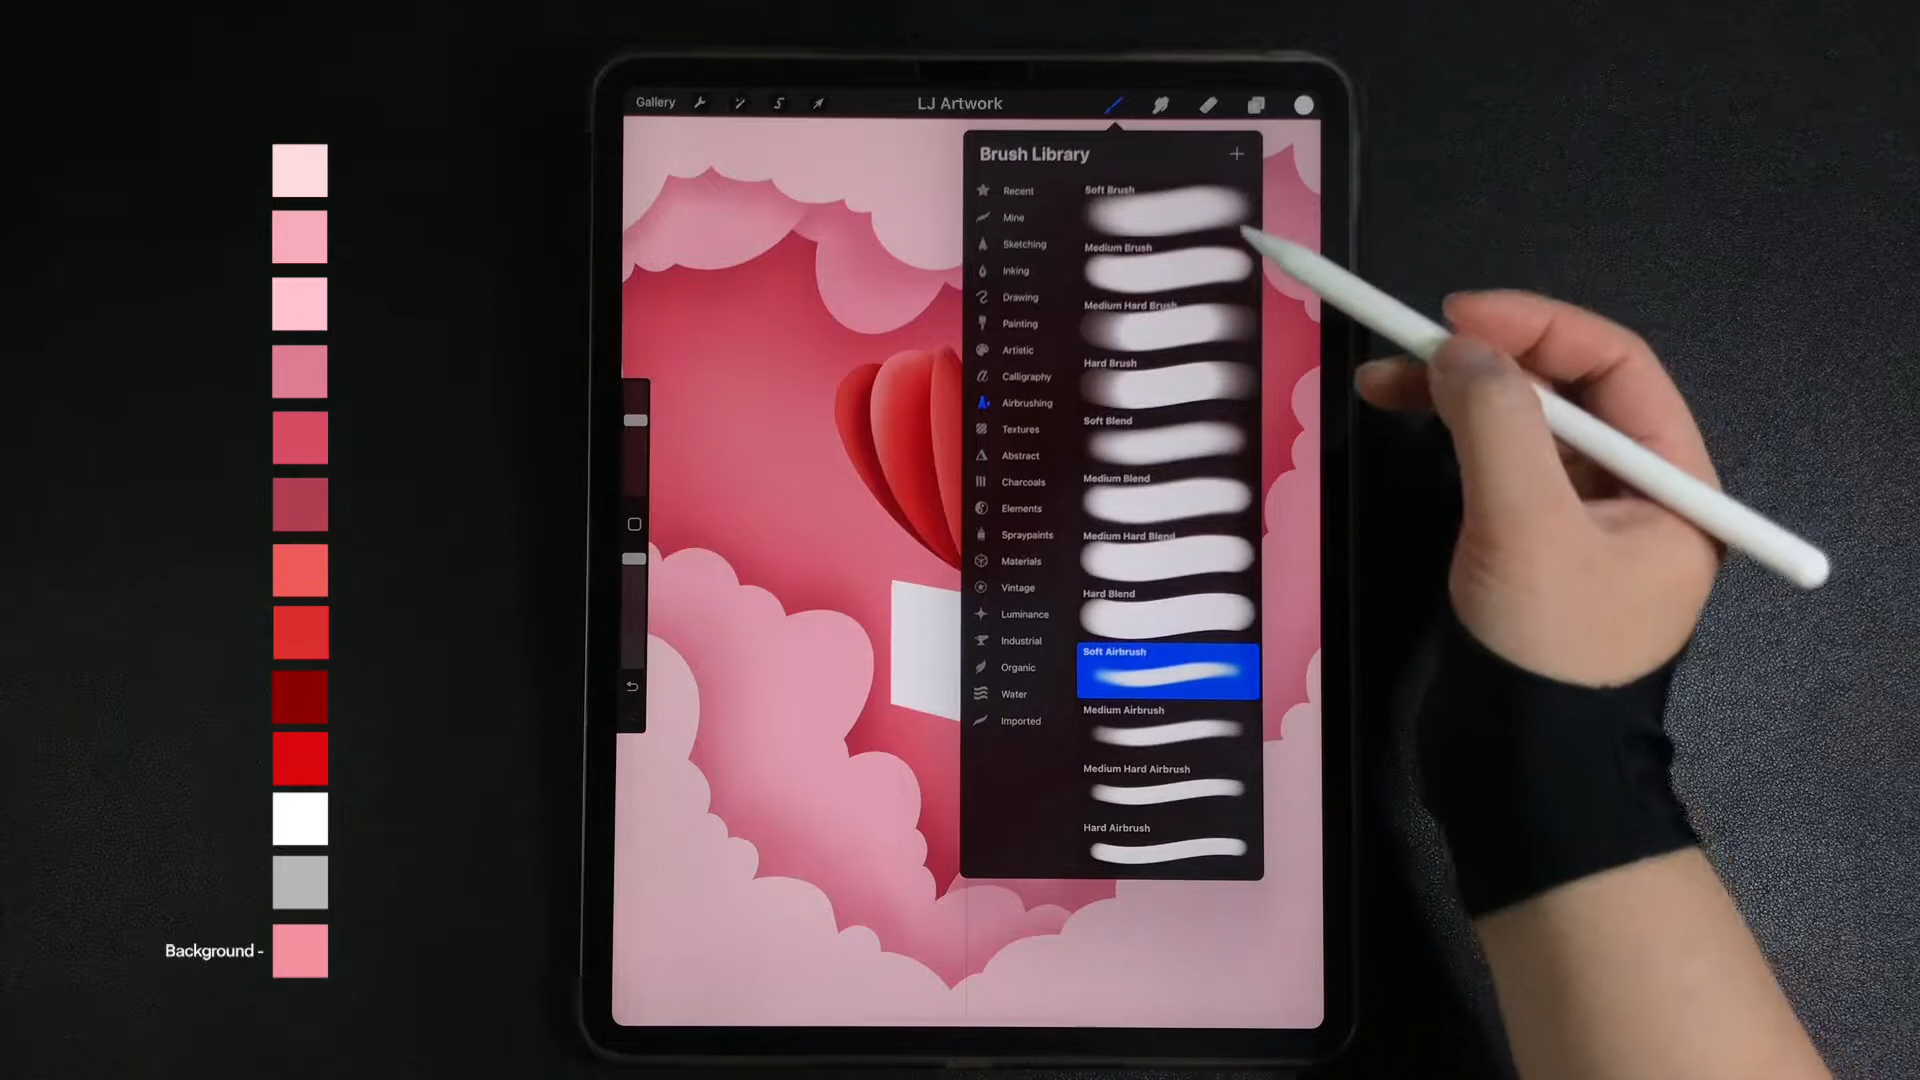 Gallery
LJ Artwork
Brush Library
Recent
Mine
Sketching
Inking
Drawing
Painting
Artistic
Calligraphy
Airbrushing
Textures
Abstract
Charcoals
Elements
Spraypaints
Materials
Vintage
Luminance
Industrial
Organic
Water
Imported
Soft Brush
Medium Brush
Medium Hard Brush
Hard Brush
Soft Blend
Medium Blend
Medium Hard Blend
Hard Blend
Soft Airbrush
Medium Airbrush
Medium Hard Airbrush
Hard Airbrush
Background -